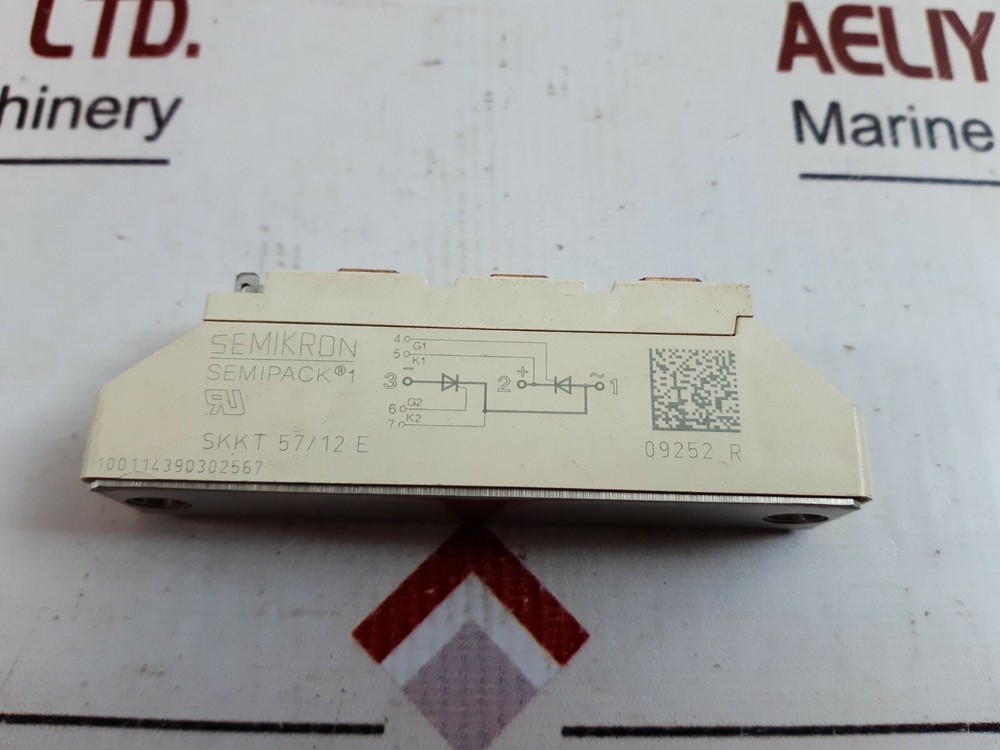 LTD.
hinery
AELIY
Marine
SEMIKRON
SEMIPACK®1
SKKT 57/12 E
100114390302567
4
G1
5
K1
3 -
2 +
~ 1
6
G2
7
K2
09252 R